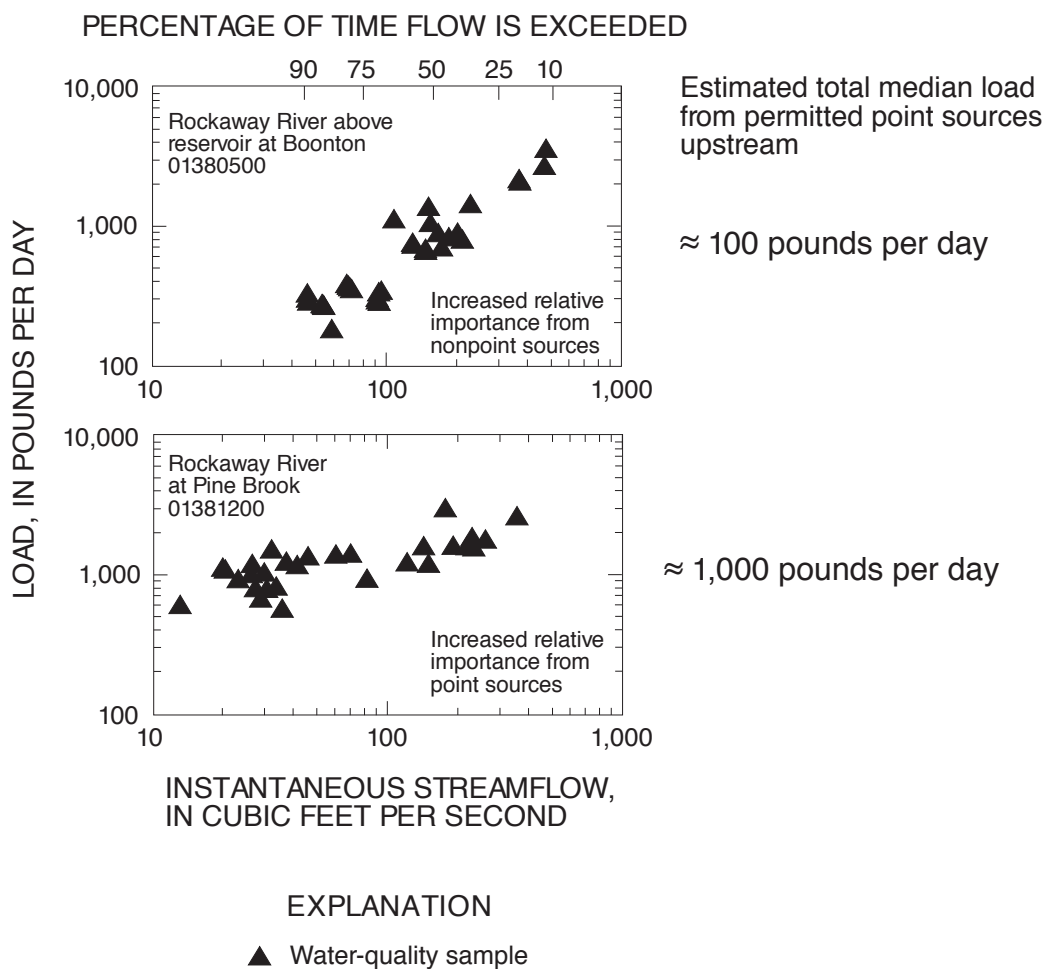 PERCENTAGE OF TIME FLOW IS EXCEEDED
90 75 50 25 10
Estimated total median load
from permitted point sources
upstream
LOAD, IN POUNDS PER DAY
10,000
1,000
100
Rockaway River above
reservoir at Boonton
01380500
Increased relative
importance from
nonpoint sources
10 100 1,000
≈ 100 pounds per day
10,000
1,000
100
Rockaway River
at Pine Brook
01381200
Increased relative
importance from
point sources
10 100 1,000
≈ 1,000 pounds per day
INSTANTANEOUS STREAMFLOW,
IN CUBIC FEET PER SECOND
EXPLANATION
Water-quality sample